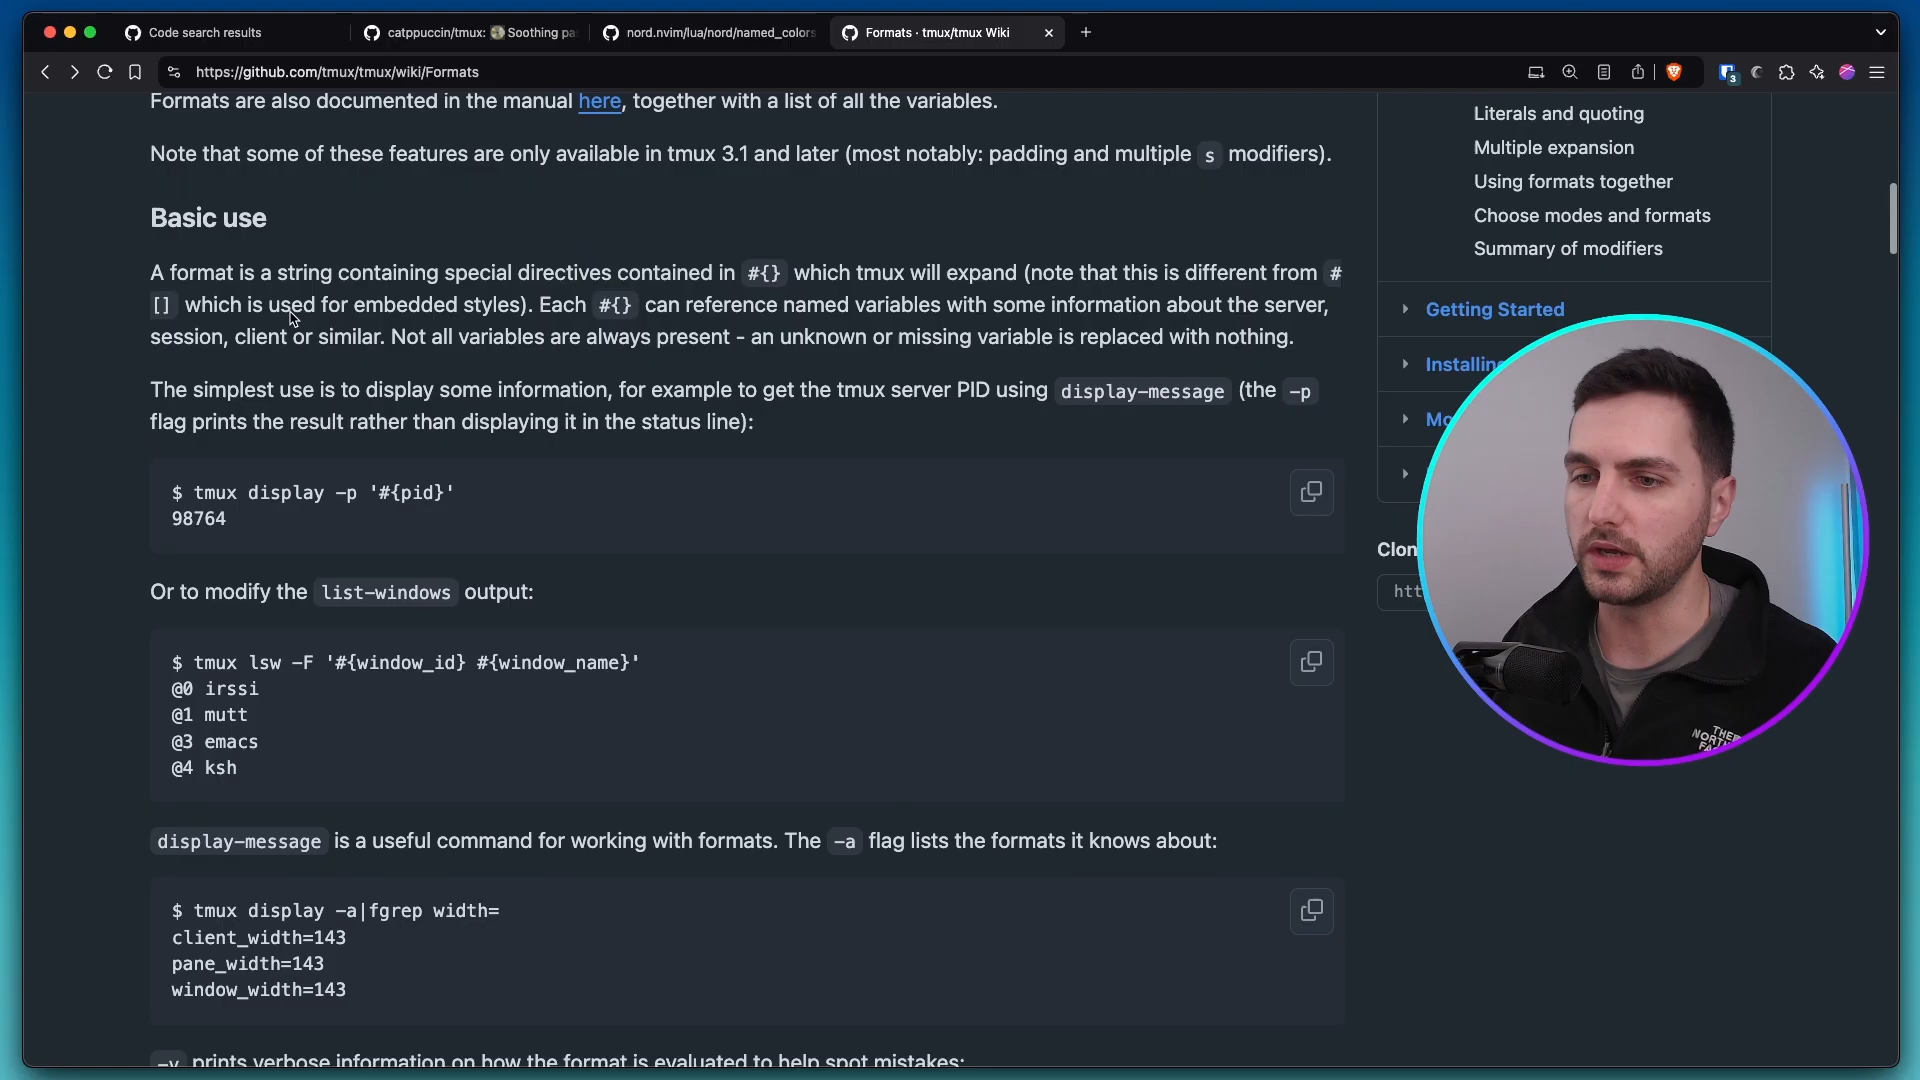 Code search results
catppuccin/tmux: Soothing pa
nord.nvim/lua/nord/named_colors
Formats · tmux/tmux Wiki
https://github.com/tmux/tmux/wiki/Formats
3
Formats are also documented in the manual here, together with a list of all the variables.
Note that some of these features are only available in tmux 3.1 and later (most notably: padding and multiple s modifiers).
Basic use
A format is a string containing special directives contained in #{} which tmux will expand (note that this is different from #
[] which is used for embedded styles). Each #{} can reference named variables with some information about the server,
session, client or similar. Not all variables are always present - an unknown or missing variable is replaced with nothing.
The simplest use is to display some information, for example to get the tmux server PID using display-message (the -p
flag prints the result rather than displaying it in the status line):
$ tmux display -p '#{pid}'
98764
Or to modify the list-windows output:
$ tmux lsw -F '#{window_id} #{window_name}'
@0 irssi
@1 mutt
@3 emacs
@4 ksh
display-message is a useful command for working with formats. The -a flag lists the formats it knows about:
$ tmux display -a|fgrep width=
client_width=143
pane_width=143
window_width=143
-v prints verbose information on how the format is evaluated to help spot mistakes:
Literals and quoting
Multiple expansion
Using formats together
Choose modes and formats
Summary of modifiers
Getting Started
Installing
Mo
Clon
htt
THE
NORTH
FACE